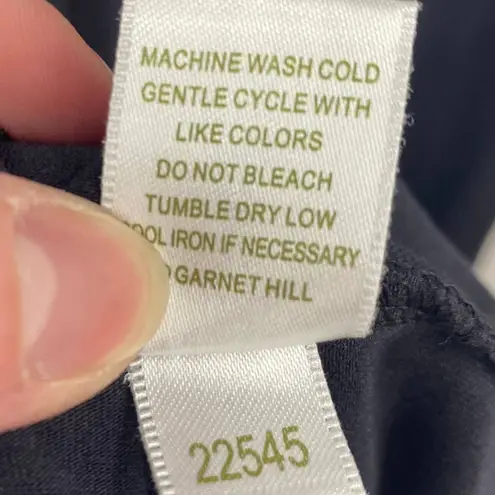 MACHINE WASH COLD
GENTLE CYCLE WITH
LIKE COLORS
DO NOT BLEACH
TUMBLE DRY LOW
OOL IRON IF NECESSARY
GARNET HILL
22545